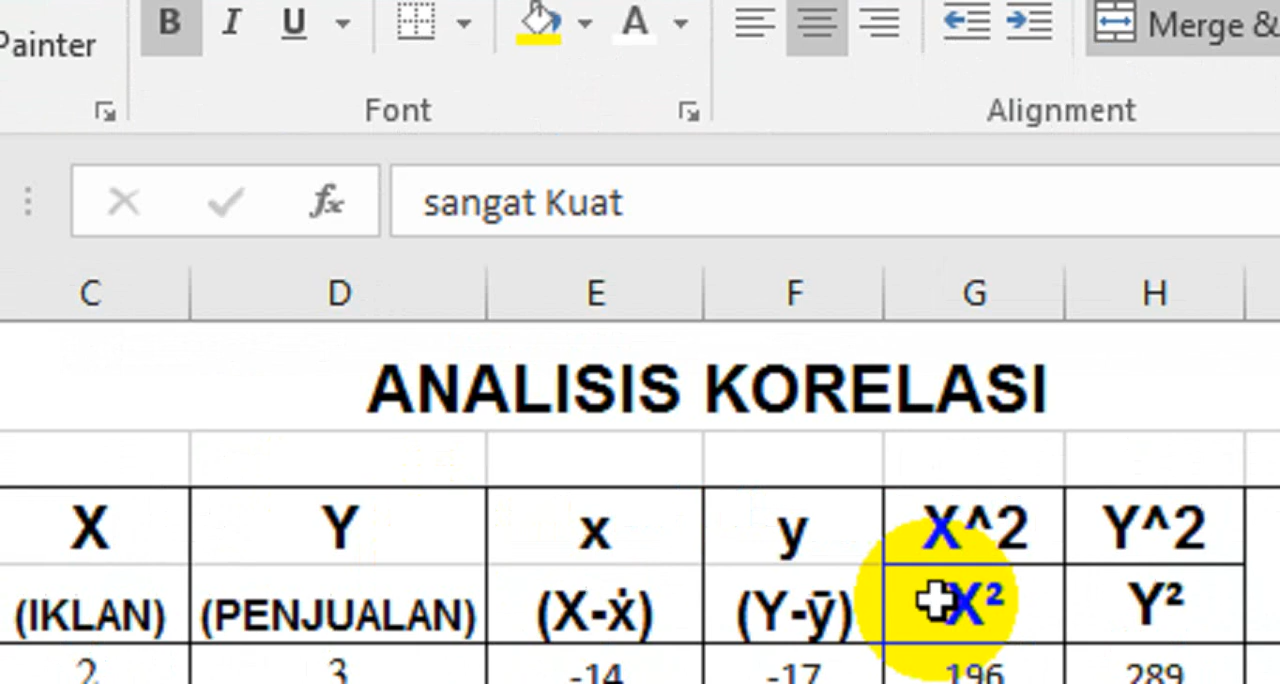 Painter
B I U A Merge &
Font Alignment
fx sangat Kuat
C D E F G H
ANALISIS KORELASI
X Y x y X^2 Y^2
(IKLAN) (PENJUALAN) (X-ẋ) (Y-ȳ) X² Y²
2 3 -14 -17 196 289